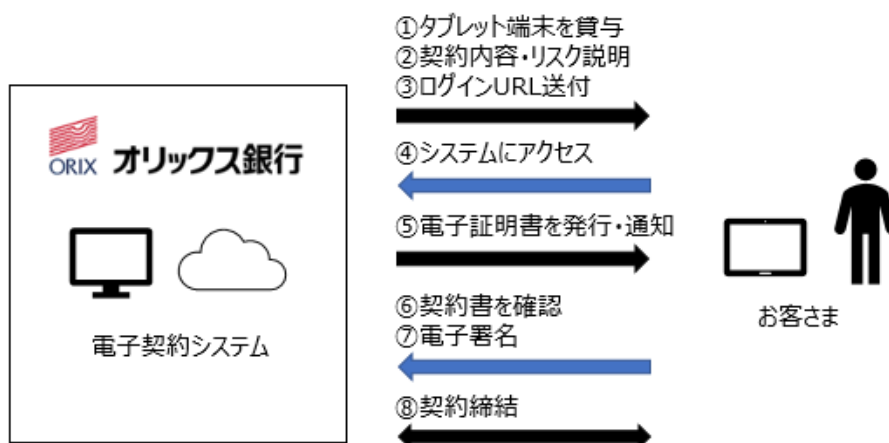 ①タブレット端末を貸与
②契約内容・リスク説明
③ログインURL送付
ORIX オリックス銀行
④システムにアクセス
⑤電子証明書を発行・通知
⑥契約書を確認
⑦電子署名
電子契約システム
お客さま
⑧契約締結